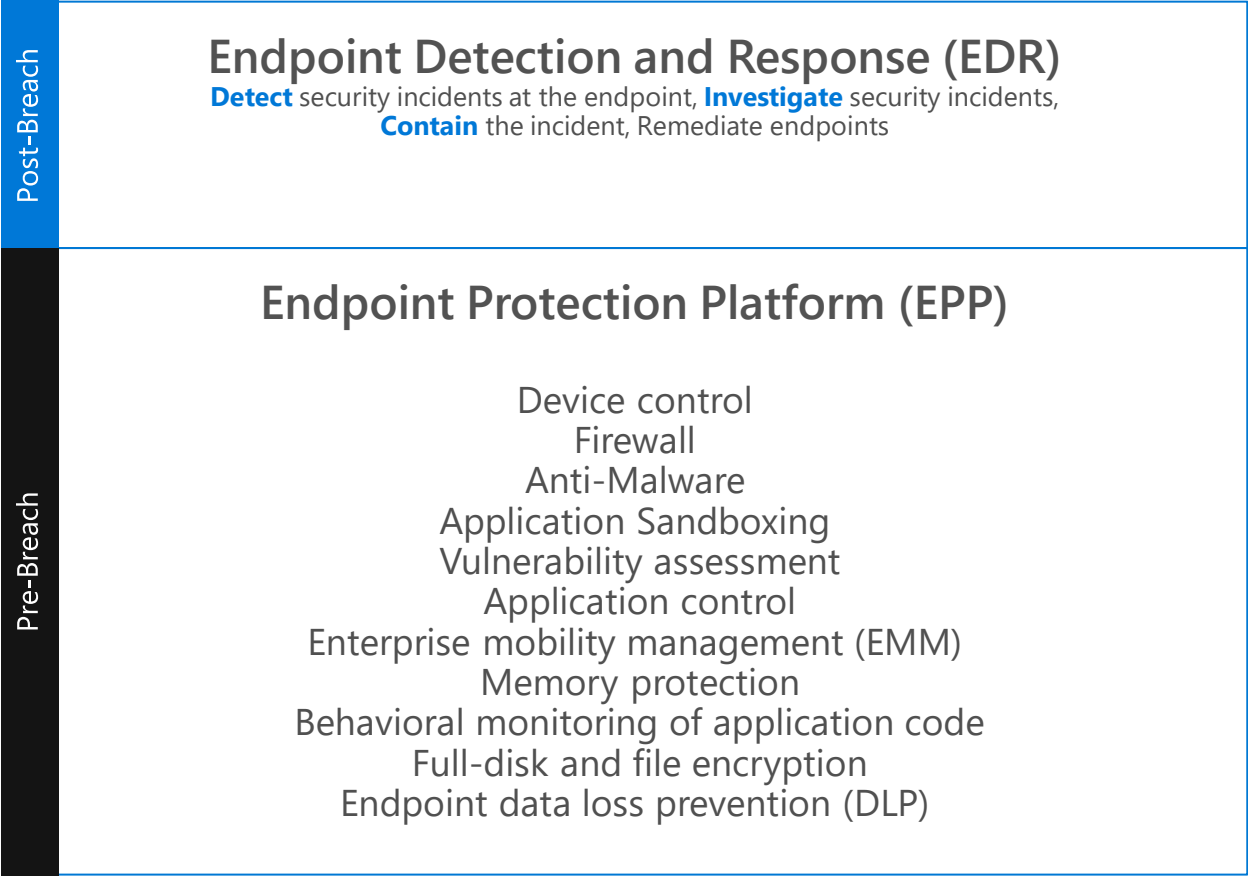 Post-Breach
Endpoint Detection and Response (EDR)
Detect security incidents at the endpoint, Investigate security incidents,
Contain the incident, Remediate endpoints
Pre-Breach
Endpoint Protection Platform (EPP)
Device control
Firewall
Anti-Malware
Application Sandboxing
Vulnerability assessment
Application control
Enterprise mobility management (EMM)
Memory protection
Behavioral monitoring of application code
Full-disk and file encryption
Endpoint data loss prevention (DLP)